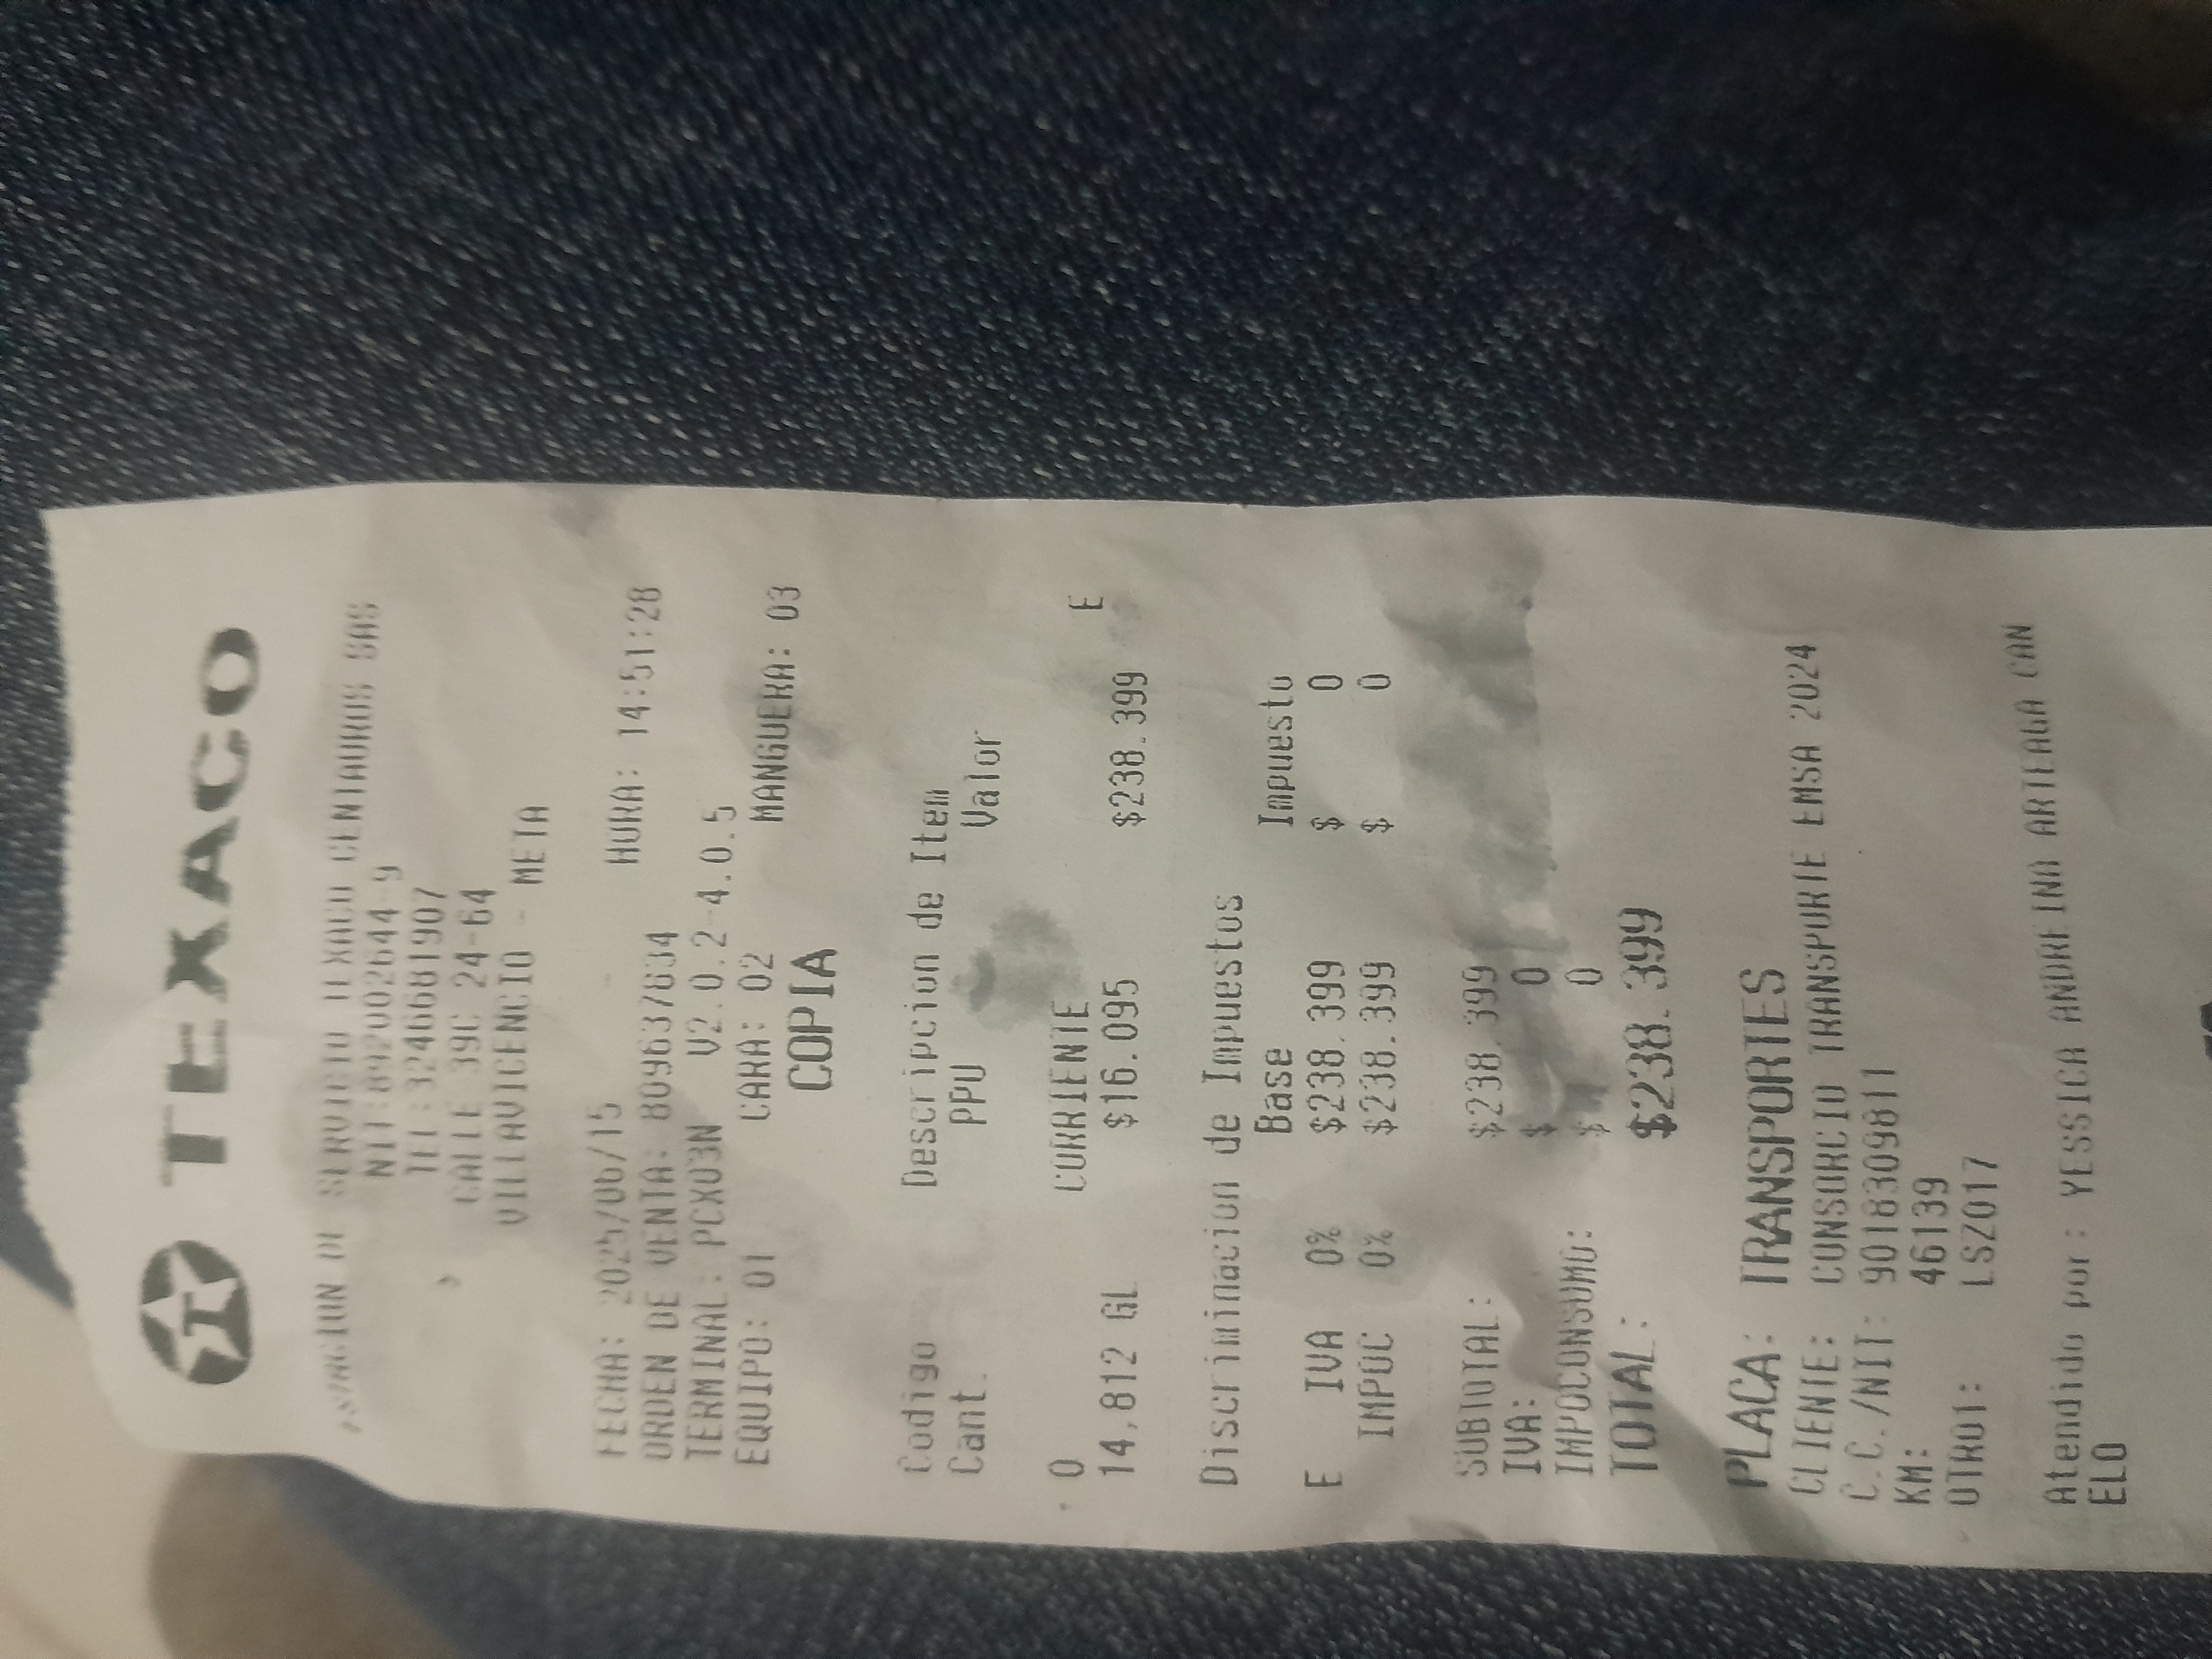 TEXACO
ESTACION DE SERVICIO TEXACO CENTAUROS SAS
NIT:892002644-9
TEL:3246681907
CALLE 39C 24-64
VILLAVICENCIO - META
FECHA: 2025/06/15 HORA: 14:51:28
ORDEN DE VENTA: 809637834
TERMINAL: PCX03N V2.0.2-4.0.5
EQUIPO: 01 CARA: 02 MANGUERA: 03
COPIA
Codigo Descripcion de Item
Cant. PPU Valor
0 CORRIENTE E
14,812 GL $16.095 $238.399
Discriminacion de Impuestos
Base Impuesto
E IVA 0% $238.399 $ 0
IMPOC 0% $238.399 $ 0
SUBTOTAL: $238.399
IVA: $ 0
IMPOCONSUMO: $ 0
TOTAL: $238.399
PLACA: TRANSPORTES
CLIENTE: CONSORCIO TRANSPORTE EMSA 2024
C.C./NIT: 901830981
KM: 46139
OTRO1: LSZ017
Atendido por : YESSICA ANDREINA ARTEAGA CAN
ELO